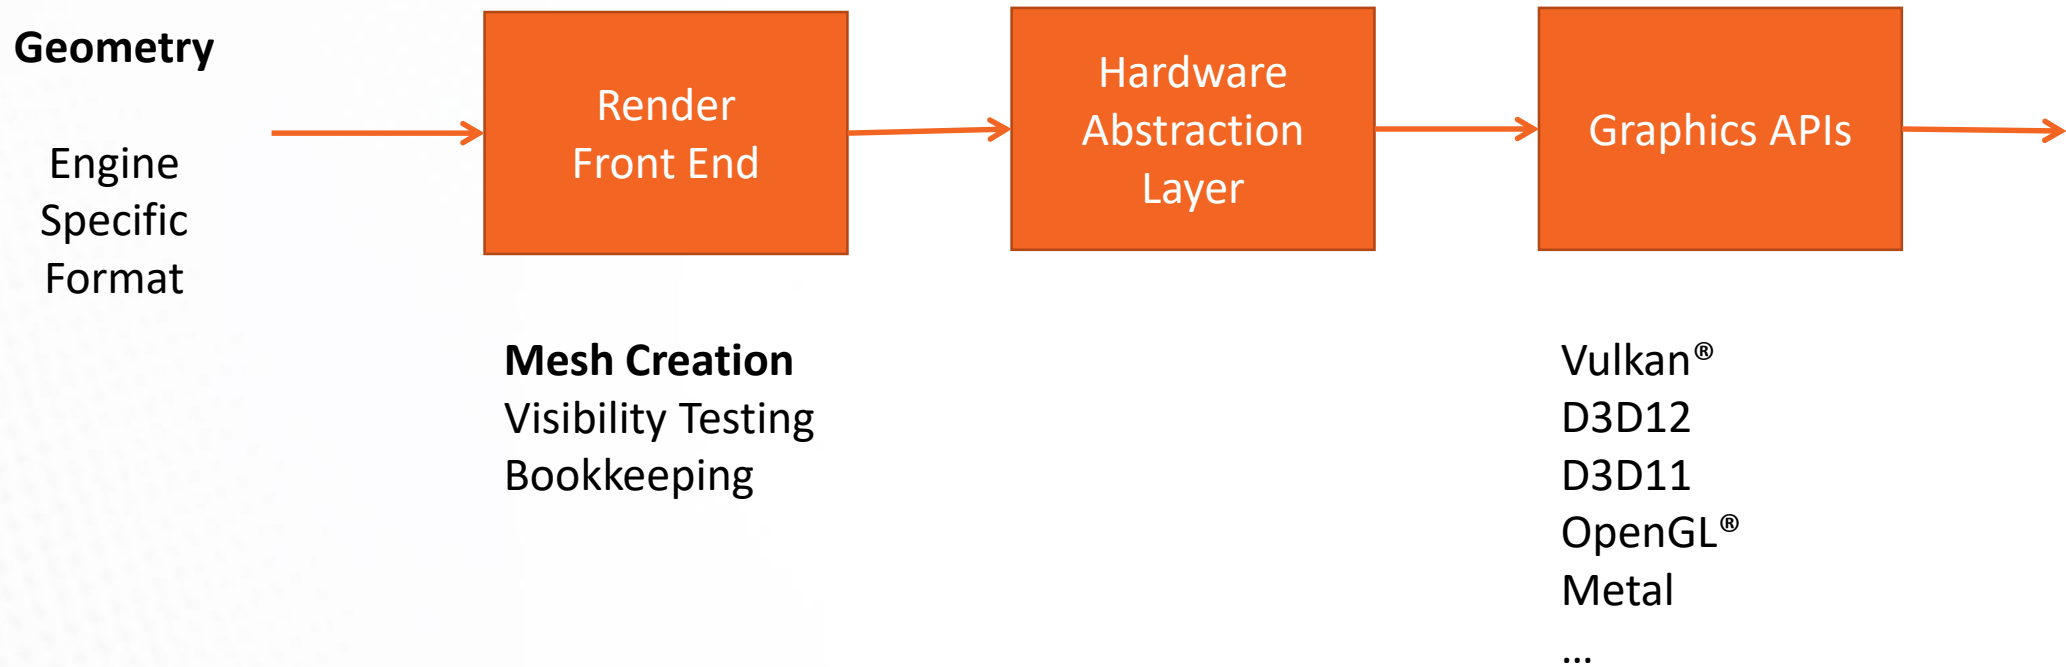 Geometry
Engine
Specific
Format
Render
Front End
Hardware
Abstraction
Layer
Graphics APIs
Mesh Creation
Visibility Testing
Bookkeeping
Vulkan®
D3D12
D3D11
OpenGL®
Metal
...